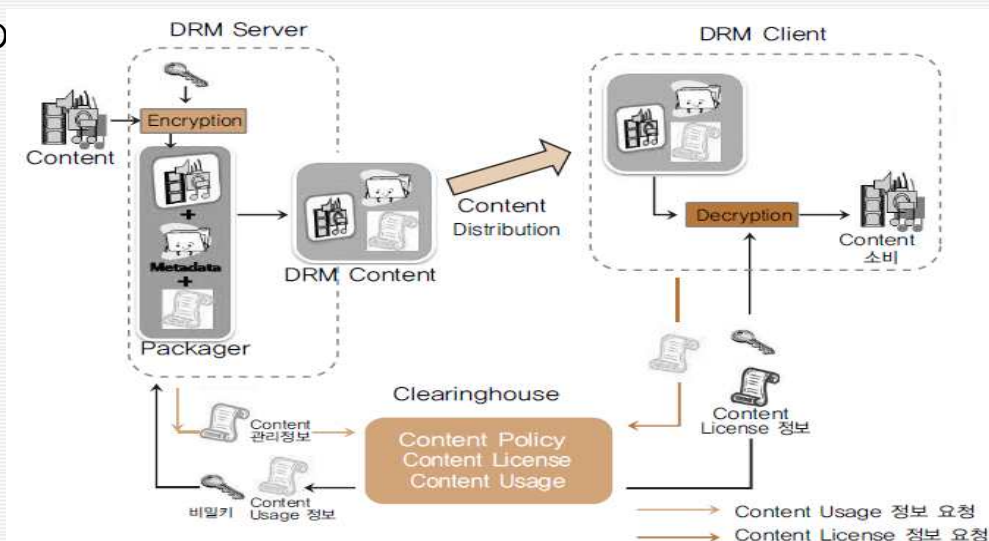 DRM Server
DRM Client
Encryption
Content
+
Metadata
+
Packager
DRM Content
Content
Distribution
Decryption
Content
소비
Clearinghouse
Content Policy
Content License
Content Usage
Content
관리정보
비밀키
Content
Usage 정보
Content
License 정보
Content Usage 정보 요청
Content License 정보 요청